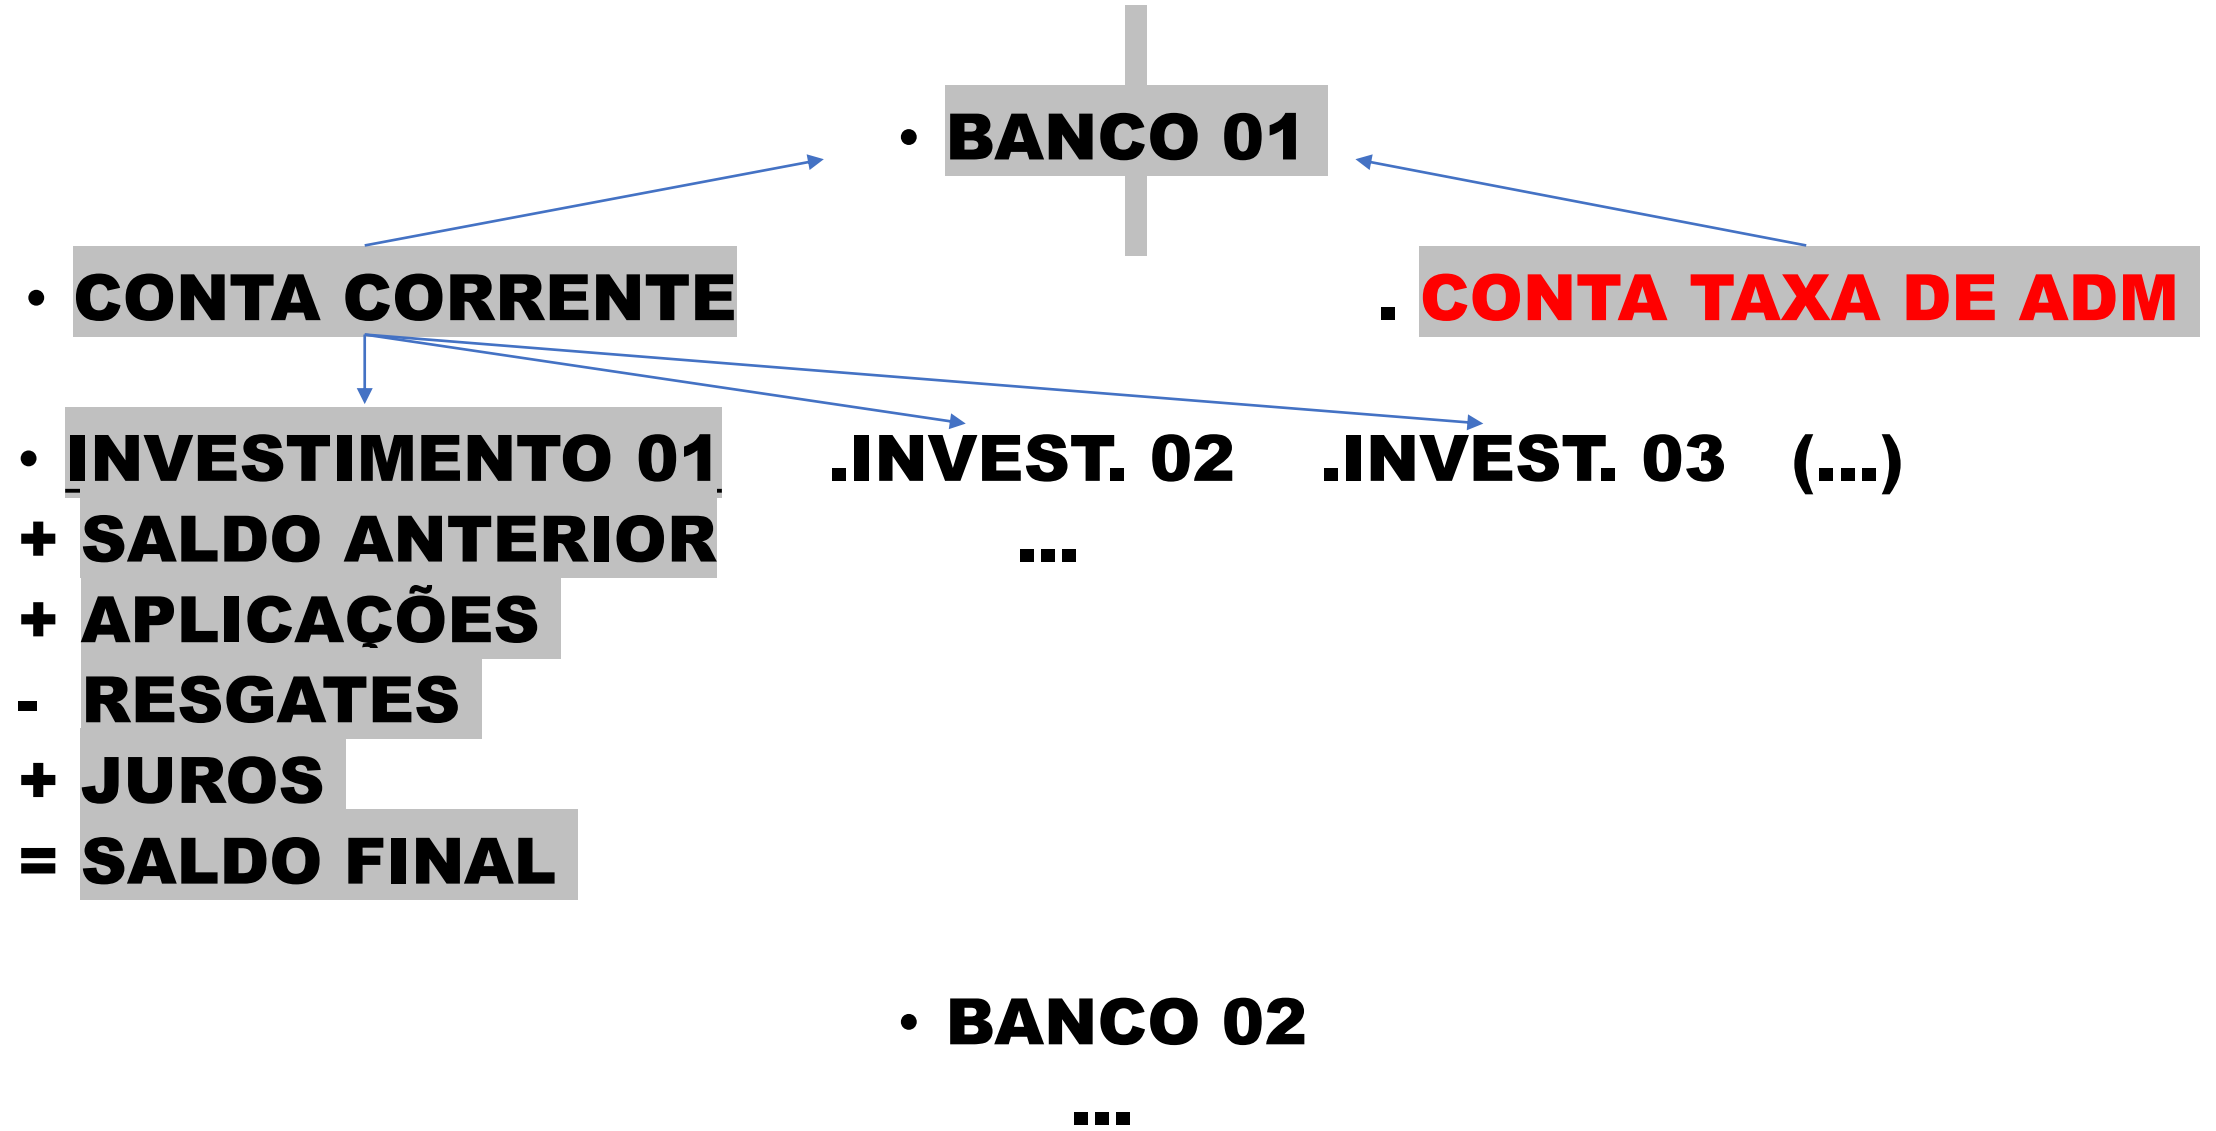 • BANCO 01
• CONTA CORRENTE . CONTA TAXA DE ADM
• INVESTIMENTO 01 .INVEST. 02 .INVEST. 03 (...)
+ SALDO ANTERIOR ...
+ APLICAÇÕES
- RESGATES
+ JUROS
= SALDO FINAL
• BANCO 02
...